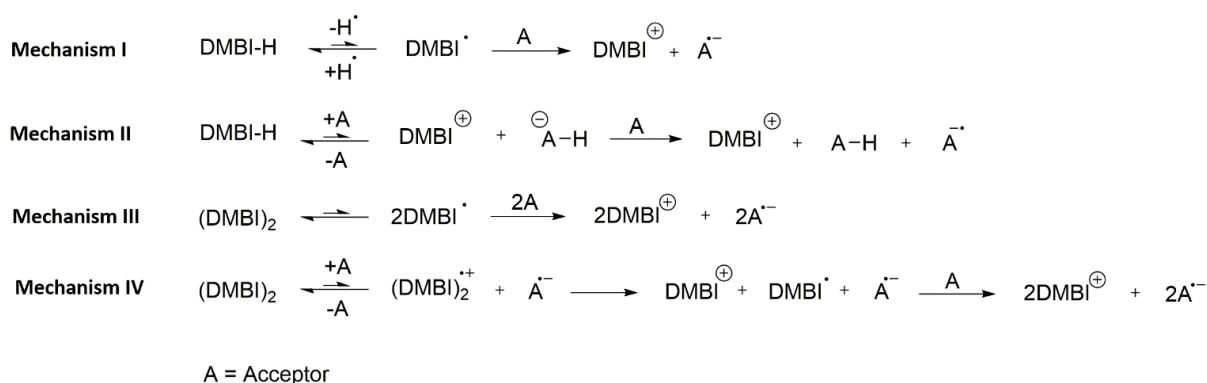 Mechanism I DMBI-H -H• +H• DMBI• A DMBI⊕ + A•−
Mechanism II DMBI-H +A -A DMBI⊕ + ⊖A-H A DMBI⊕ + A-H + A−•
Mechanism III (DMBI)2 2DMBI• 2A 2DMBI⊕ + 2A•−
Mechanism IV (DMBI)2 +A -A (DMBI)2•+ + A•− DMBI⊕ + DMBI• + A•− A 2DMBI⊕ + 2A•−
A = Acceptor